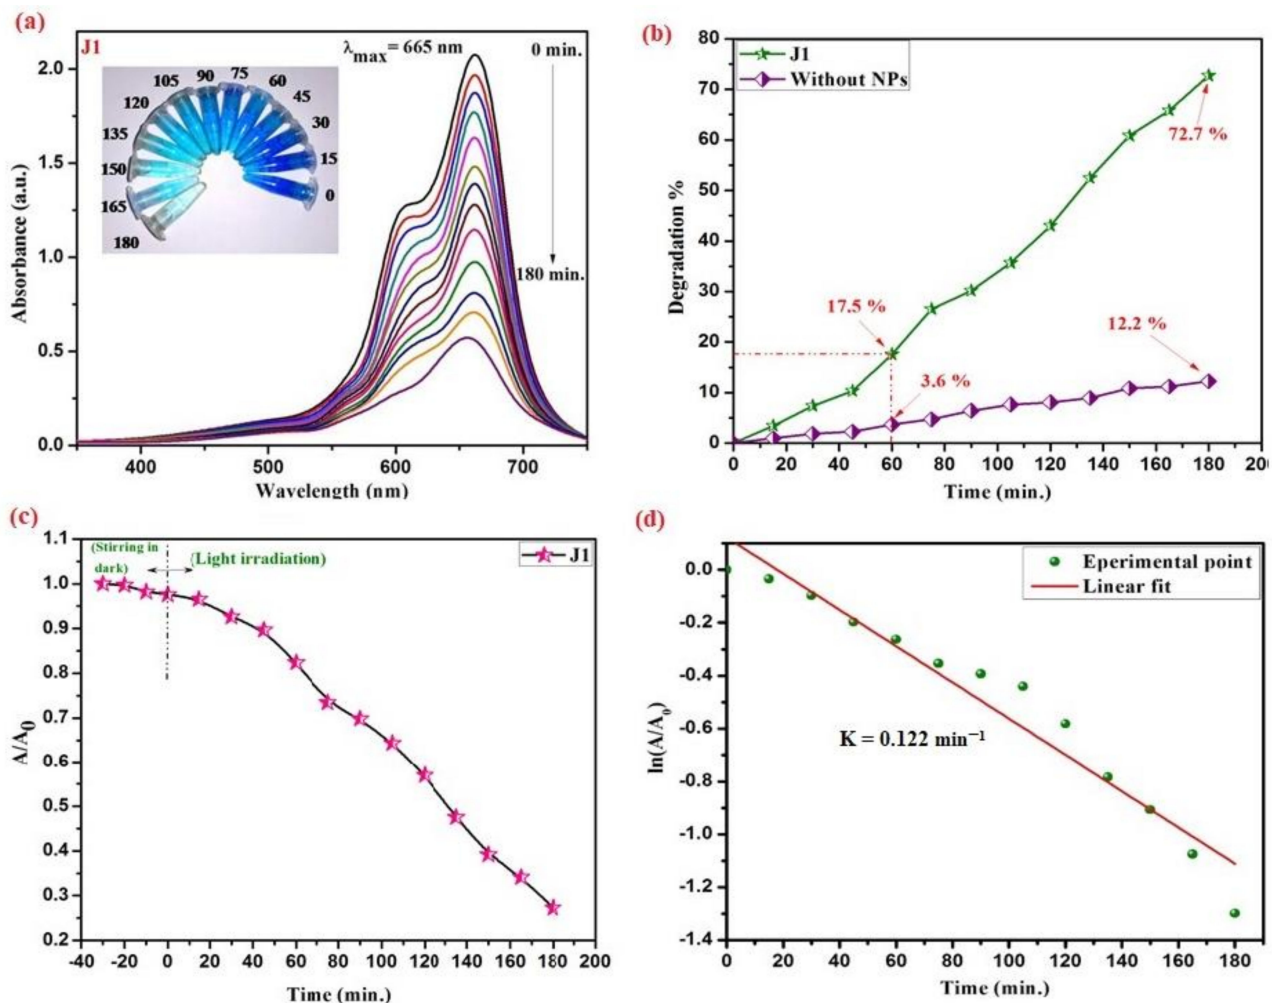 (a)
J1
λmax = 665 nm
0 min.
180 min.
0
15
30
45
60
75
90
105
120
135
150
165
180
Absorbance (a.u.)
2.0
1.5
1.0
0.5
0.0
400 500 600 700
Wavelength (nm)
(b)
J1
Without NPs
72.7 %
17.5 %
12.2 %
3.6 %
Degradation %
80
70
60
50
40
30
20
10
0
0 20 40 60 80 100 120 140 160 180 20
Time (min.)
(c)
(Stirring in
dark)
(Light irradiation)
J1
A/A0
1.1
1.0
0.9
0.8
0.7
0.6
0.5
0.4
0.3
0.2
-40 -20 0 20 40 60 80 100 120 140 160 180 200
Time (min.)
(d)
Eperimental point
Linear fit
K = 0.122 min⁻¹
ln(A/A0)
0.0
-0.2
-0.4
-0.6
-0.8
-1.0
-1.2
-1.4
0 20 40 60 80 100 120 140 160 180
Time (min.)